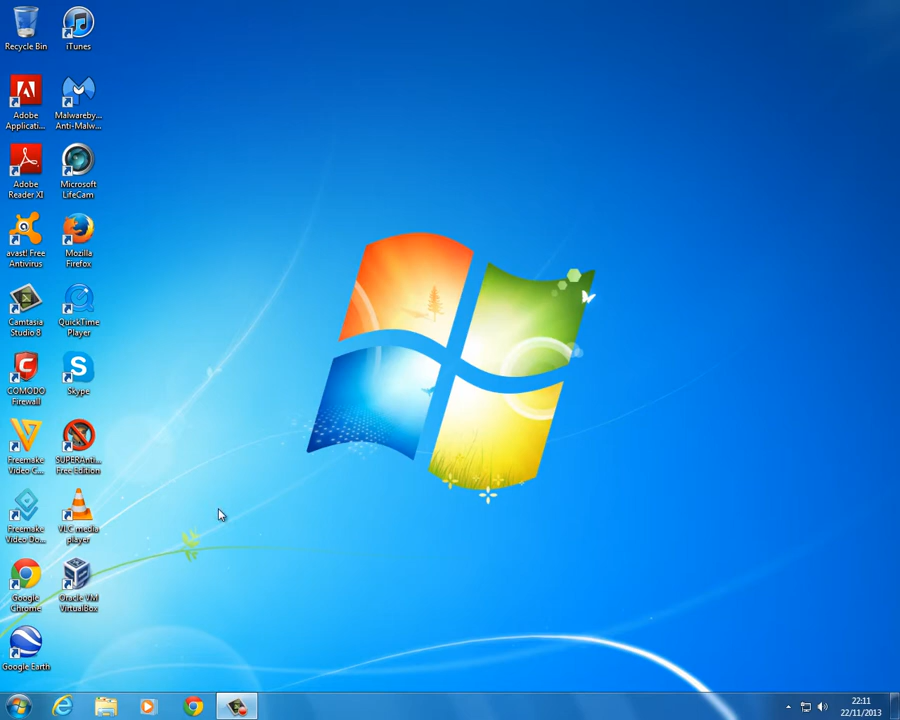 Recycle Bin
iTunes
Adobe
Applicati...
Malwareby...
Anti-Malw...
Adobe
Reader XI
Microsoft
LifeCam
avast! Free
Antivirus
Mozilla
Firefox
Camtasia
Studio 8
QuickTime
Player
COMODO
Firewall
Skype
Freemake
Video C...
SUPERAnti...
Free Edition
Freemake
Video Do...
VLC media
player
Google
Chrome
Oracle VM
VirtualBox
Google Earth
22:11
22/11/2013